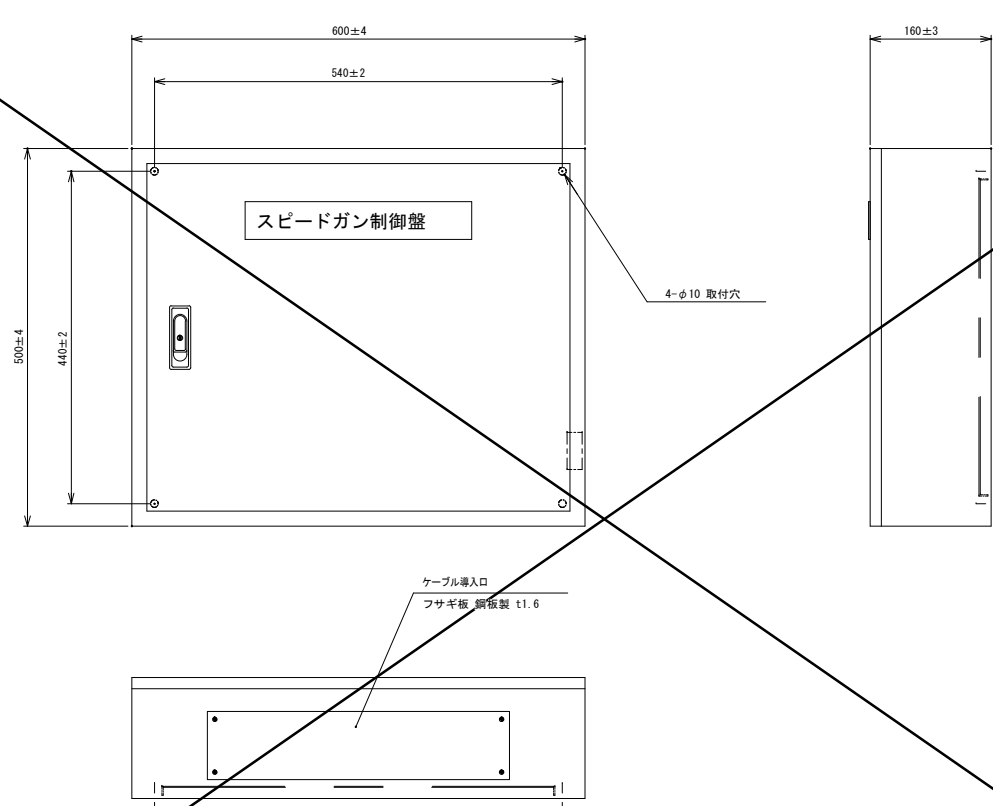 600±4
160±3
540±2
スピードガン制御盤
4-φ10 取付穴
500±4
440±2
ケーブル導入口
フサギ板 鋼板製 t1.6